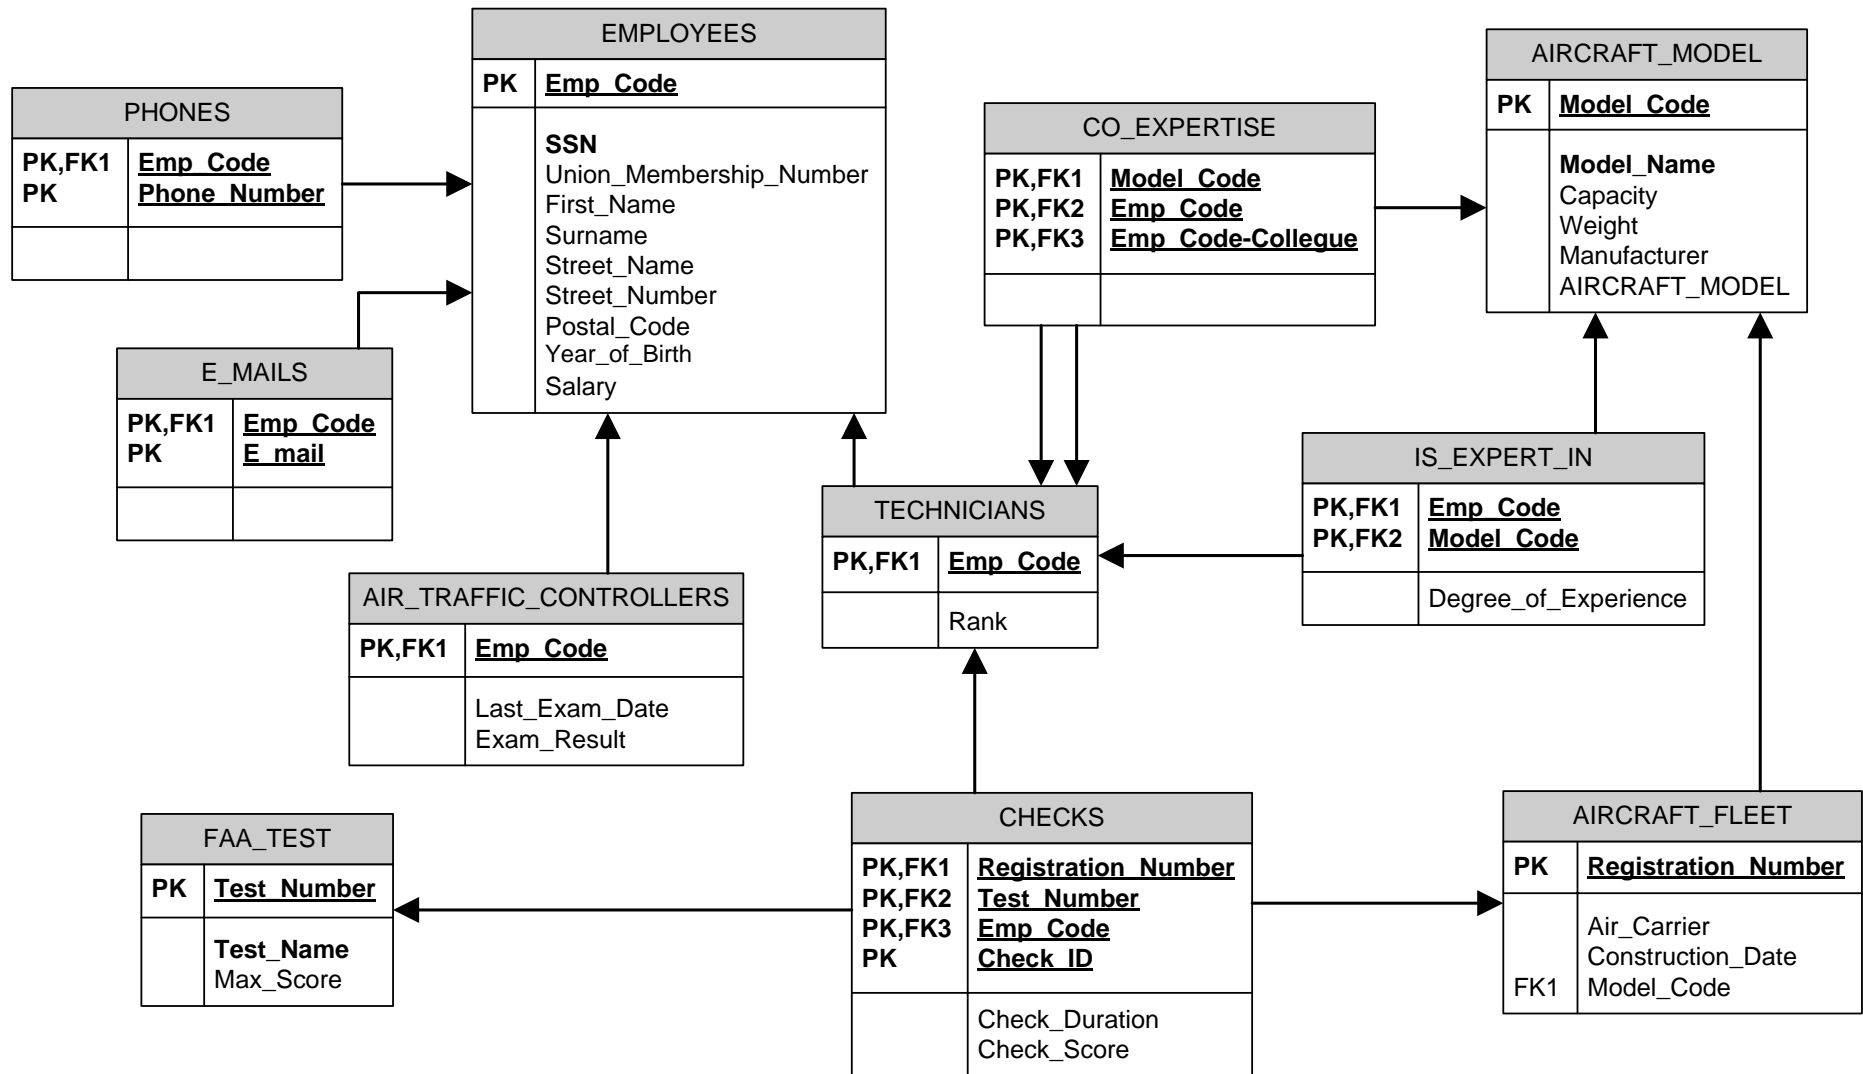 EMPLOYEES
PK Emp_Code
SSN
Union_Membership_Number
First_Name
Surname
Street_Name
Street_Number
Postal_Code
Year_of_Birth
Salary
PHONES
PK,FK1 Emp_Code
PK Phone_Number
E_MAILS
PK,FK1 Emp_Code
PK E_mail
CO_EXPERTISE
PK,FK1 Model_Code
PK,FK2 Emp_Code
PK,FK3 Emp_Code-Collegue
AIRCRAFT_MODEL
PK Model_Code
Model_Name
Capacity
Weight
Manufacturer
AIRCRAFT_MODEL
IS_EXPERT_IN
PK,FK1 Emp_Code
PK,FK2 Model_Code
Degree_of_Experience
TECHNICIANS
PK,FK1 Emp_Code
Rank
AIR_TRAFFIC_CONTROLLERS
PK,FK1 Emp_Code
Last_Exam_Date
Exam_Result
FAA_TEST
PK Test_Number
Test_Name
Max_Score
CHECKS
PK,FK1 Registration_Number
PK,FK2 Test_Number
PK,FK3 Emp_Code
PK Check_ID
Check_Duration
Check_Score
AIRCRAFT_FLEET
PK Registration_Number
Air_Carrier
Construction_Date
FK1 Model_Code